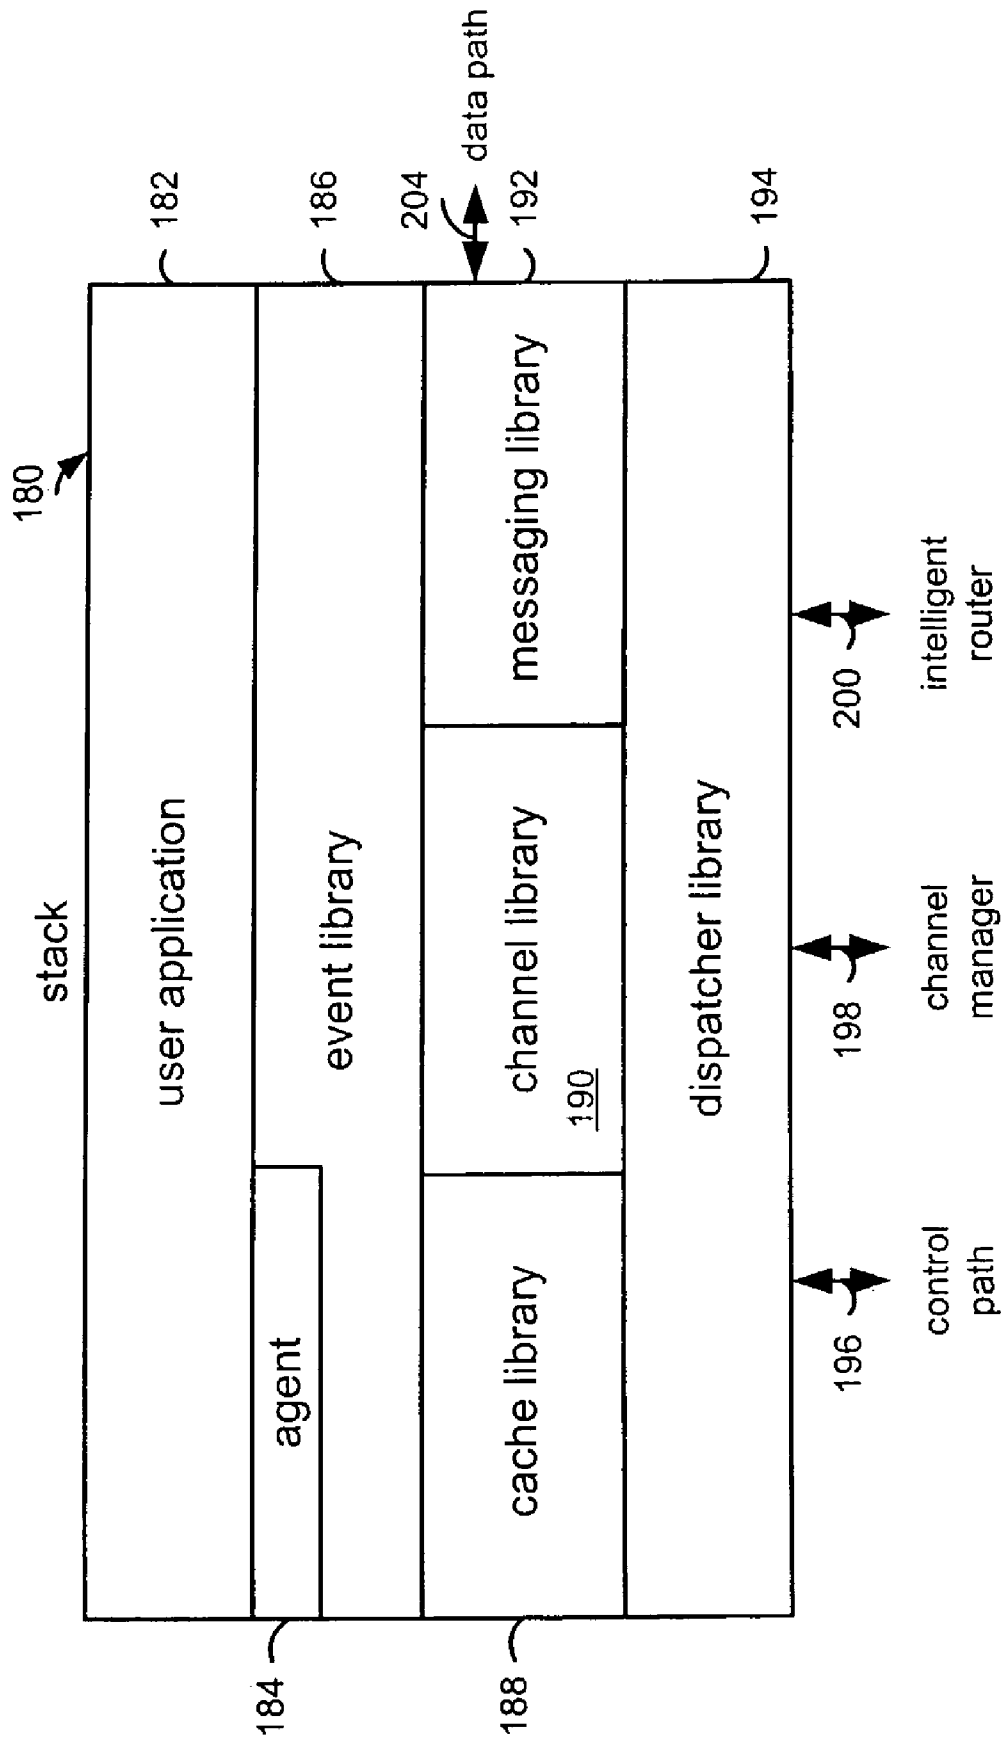 stack
180
user application
182
agent
184
event library
186
204
data path
cache library
188
channel library
190
messaging library
192
dispatcher library
194
196
control
path
198
channel
manager
200
intelligent
router